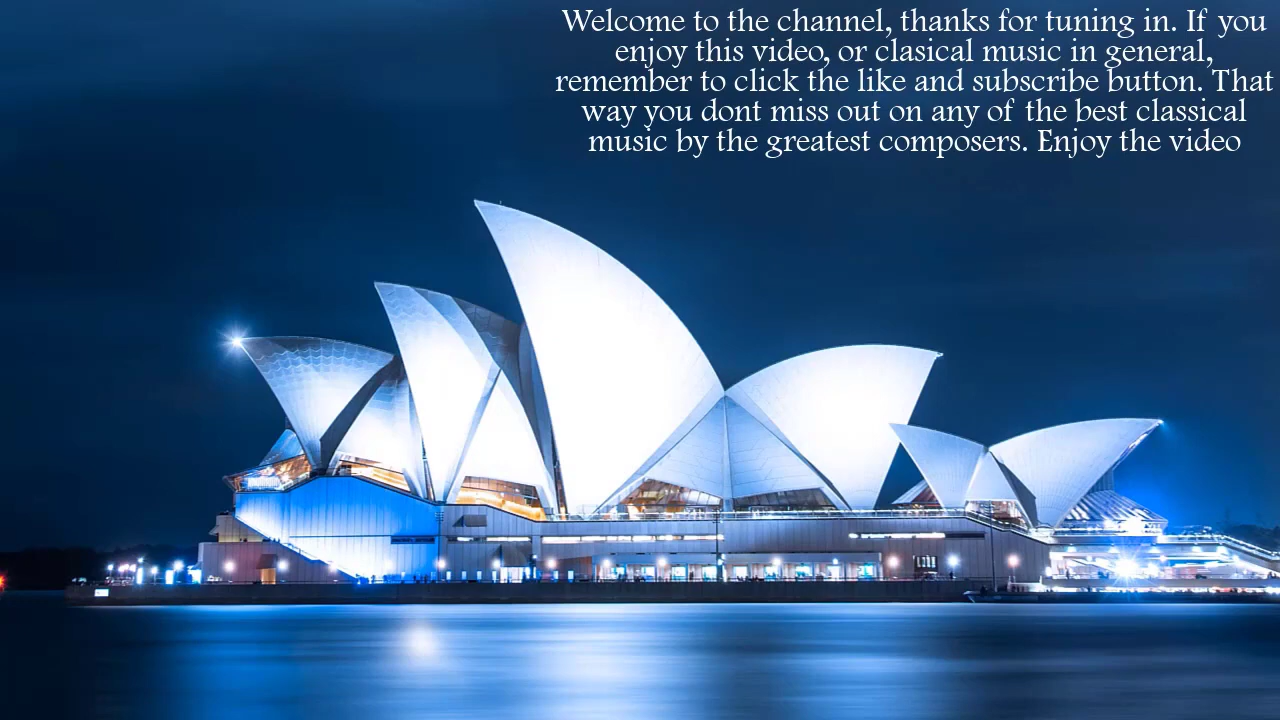 Welcome to the channel, thanks for tuning in. If you
enjoy this video, or clasical music in general,
remember to click the like and subscribe button. That
way you dont miss out on any of the best classical
music by the greatest composers. Enjoy the video